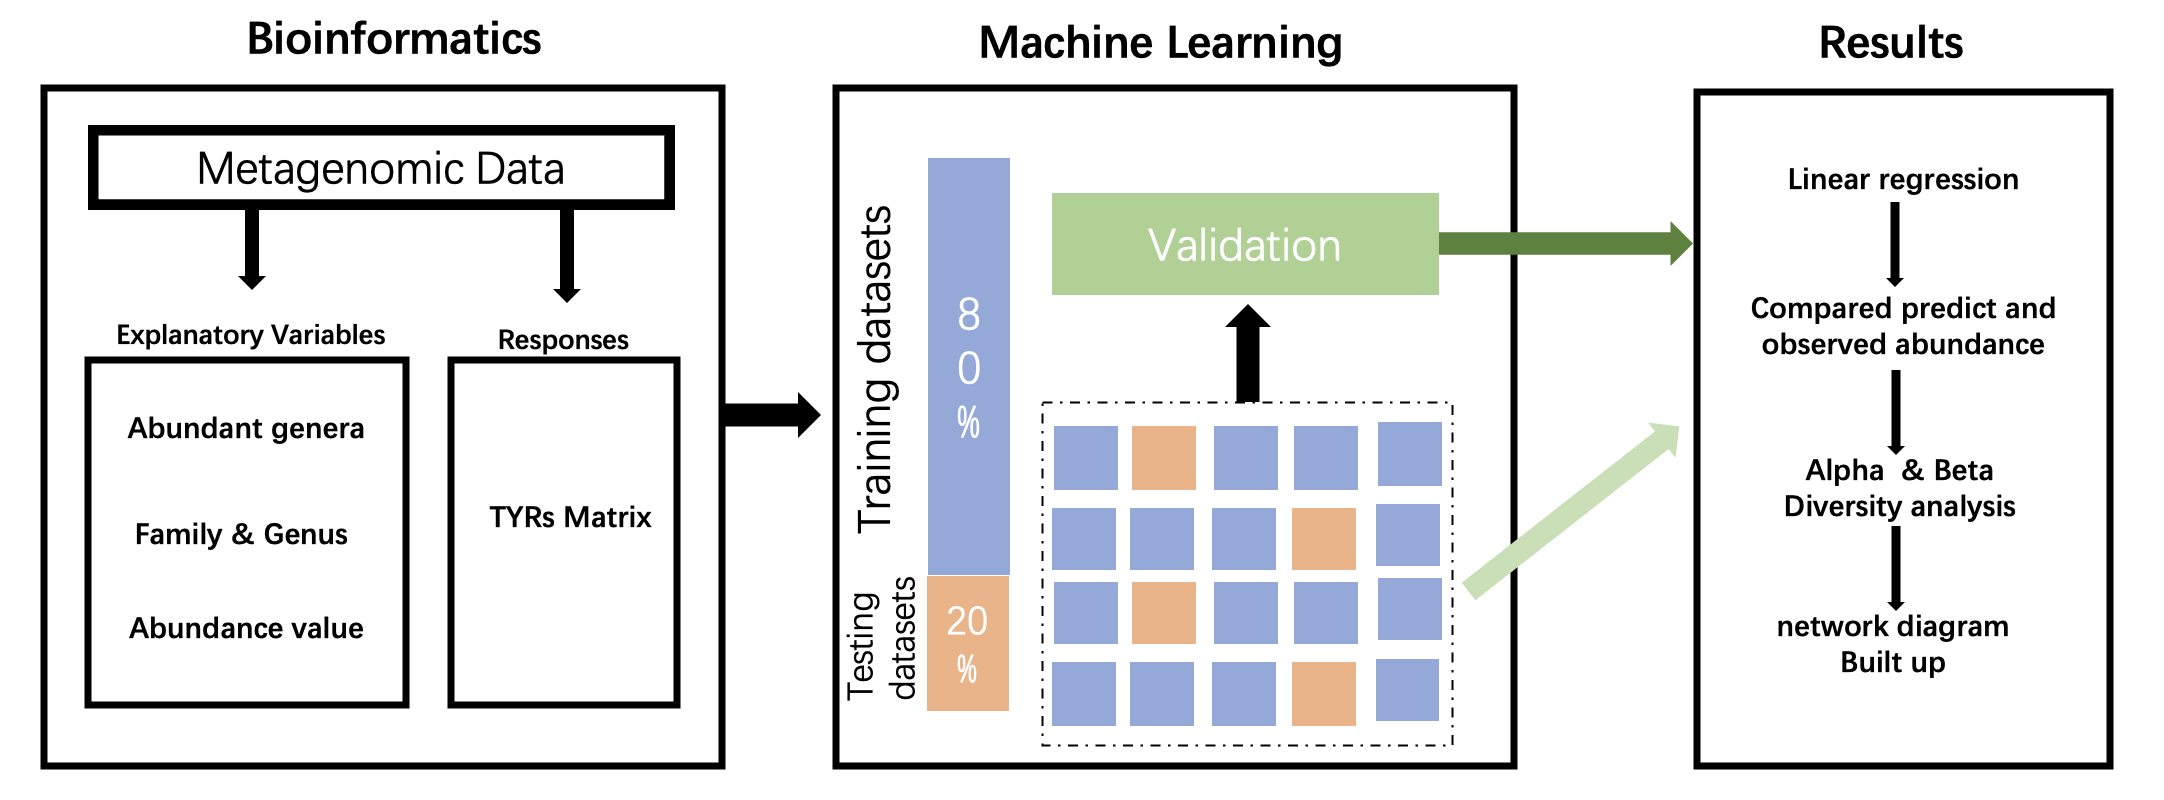 Bioinformatics
Metagenomic Data
Explanatory Variables
Responses
Abundant genera
Family & Genus
Abundance value
TYRs Matrix
Machine Learning
Training datasets
8
0
%
Testing
datasets
20
%
Validation
Results
Linear regression
Compared predict and
observed abundance
Alpha & Beta
Diversity analysis
network diagram
Built up